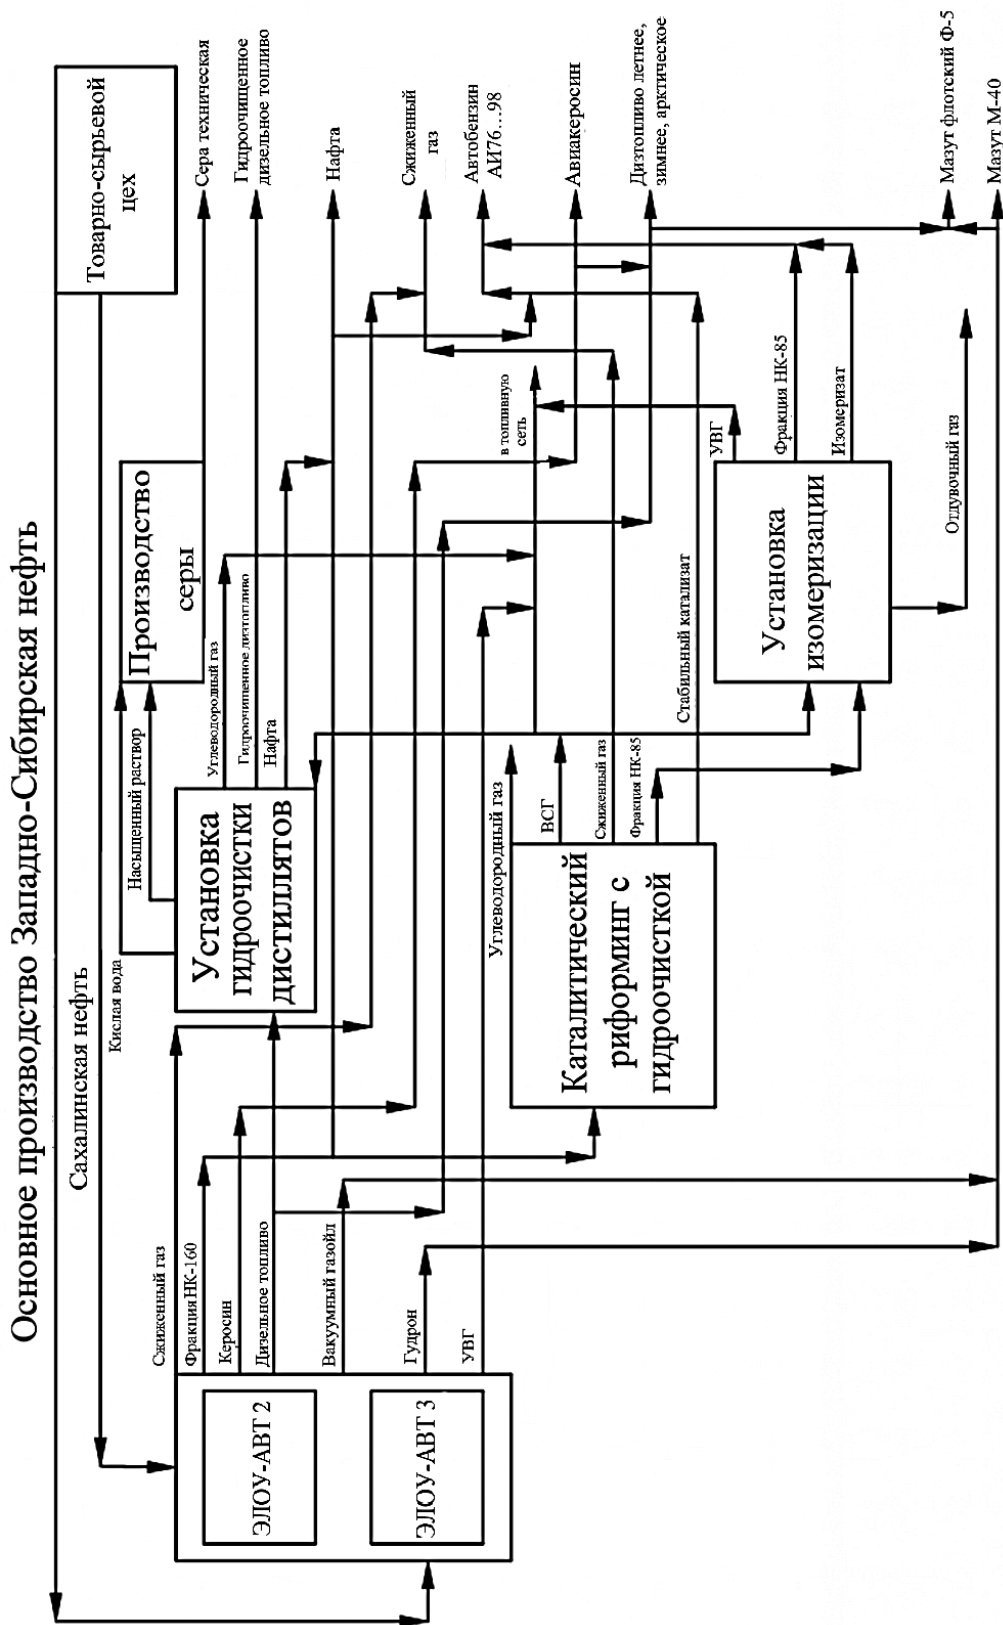 Основное производство Западно-Сибирская нефть
Сахалинская нефть
Товарно-сырьевой
цех
Кислая вода
Насыщенный раствор
Производство
серы
Сера техническая
Сжиженный газ
Фракция НК-160
Керосин
Дизельное топливо
Вакуумный газойл
Гудрон
УВГ
ЭЛОУ-АВТ 2
ЭЛОУ-АВТ 3
Установка
гидроочистки
дистиллятов
Углеводородный газ
Гидроочищенное дизтопливо
Нафта
Гидроочищенное
дизельное топливо
Нафта
Сжиженный
газ
Автобензин
АИ76...98
Авиакеросин
Дизтопливо летнее,
зимнее, арктическое
Мазут флотский Ф-5
Мазут М-40
в топливную
сеть
Каталитический
риформинг с
гидроочисткой
Углеводородный газ
ВСГ
Сжиженный газ
Фракция НК-85
Стабильный катализат
Установка
изомеризации
УВГ
Фракция НК-85
Изомеризат
Отдувочный газ